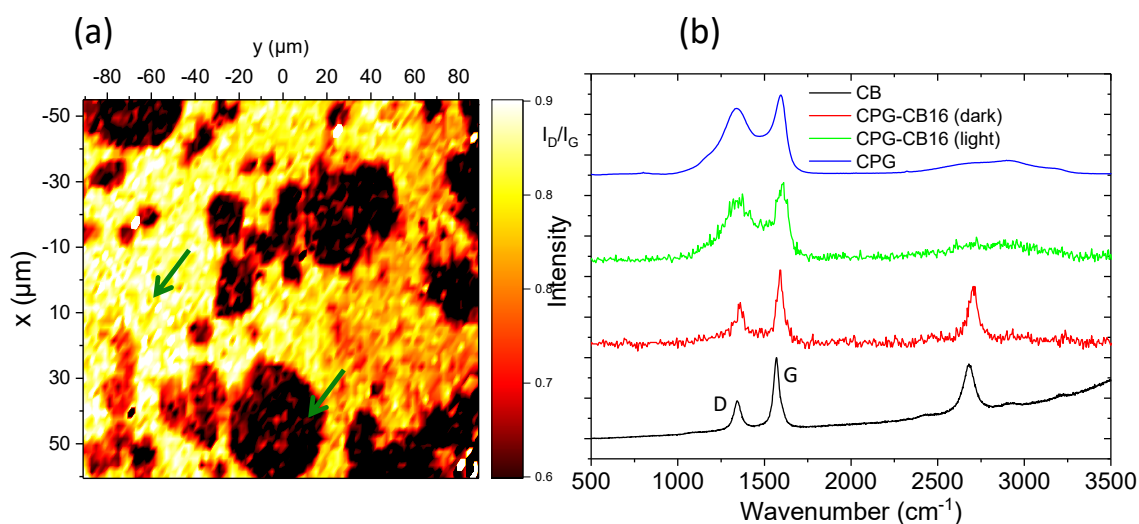 (a)
y (µm)
-80 -60 -40 -20 0 20 40 60 80
-50
-30
-10
10
30
50
x (µm)
0.9
I_D/I_G
0.8
0.8
0.7
0.6
(b)
CB
CPG-CB16 (dark)
CPG-CB16 (light)
CPG
D
G
Intensity
500 1000 1500 2000 2500 3000 3500
Wavenumber (cm⁻¹)